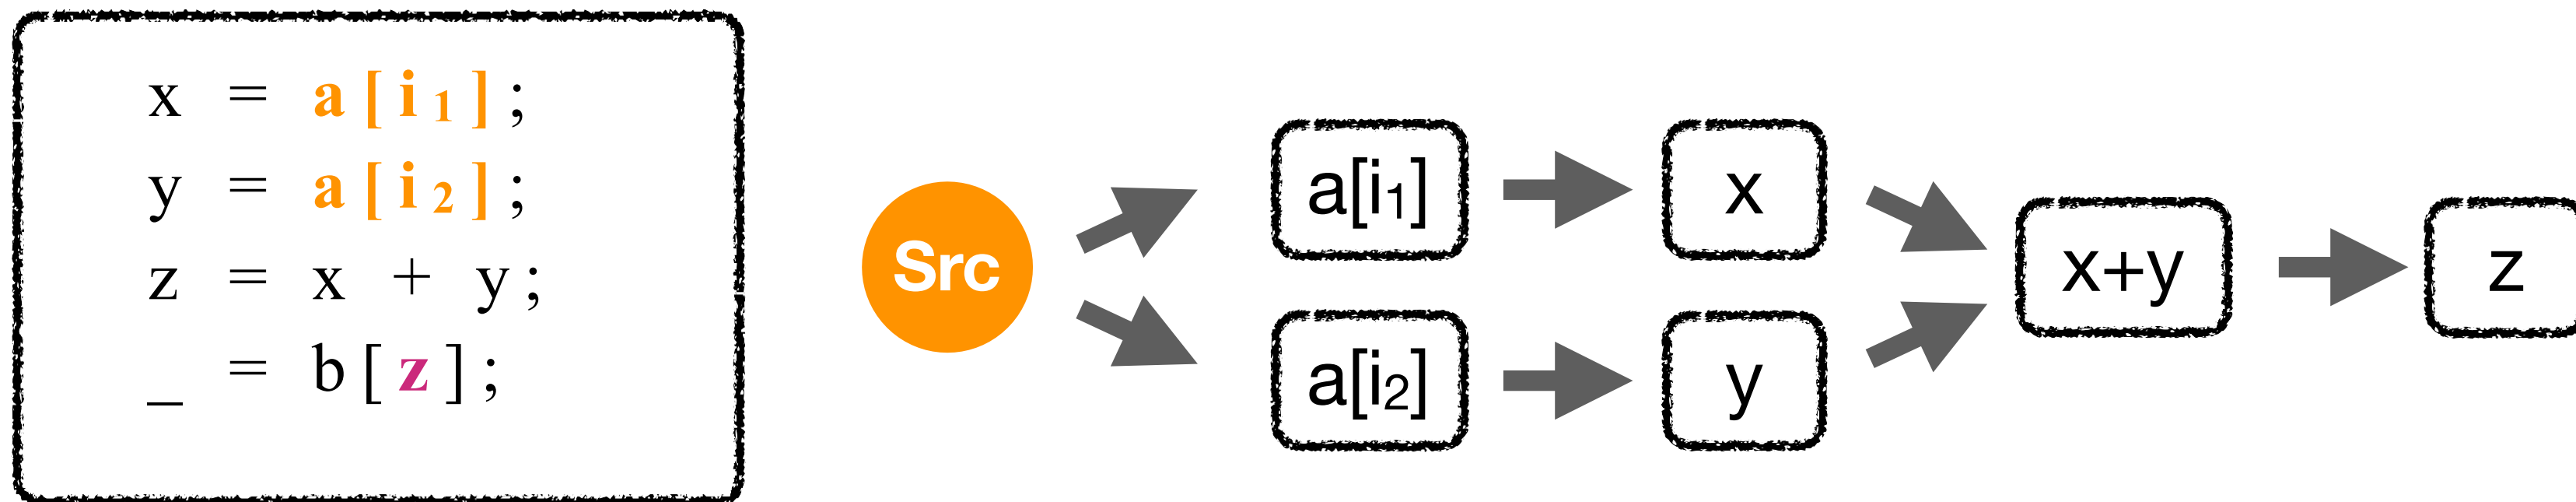 x = a[i₁];
y = a[i₂];
z = x + y;
_ = b[z];
Src
a[i₁]
x
a[i₂]
y
x+y
z